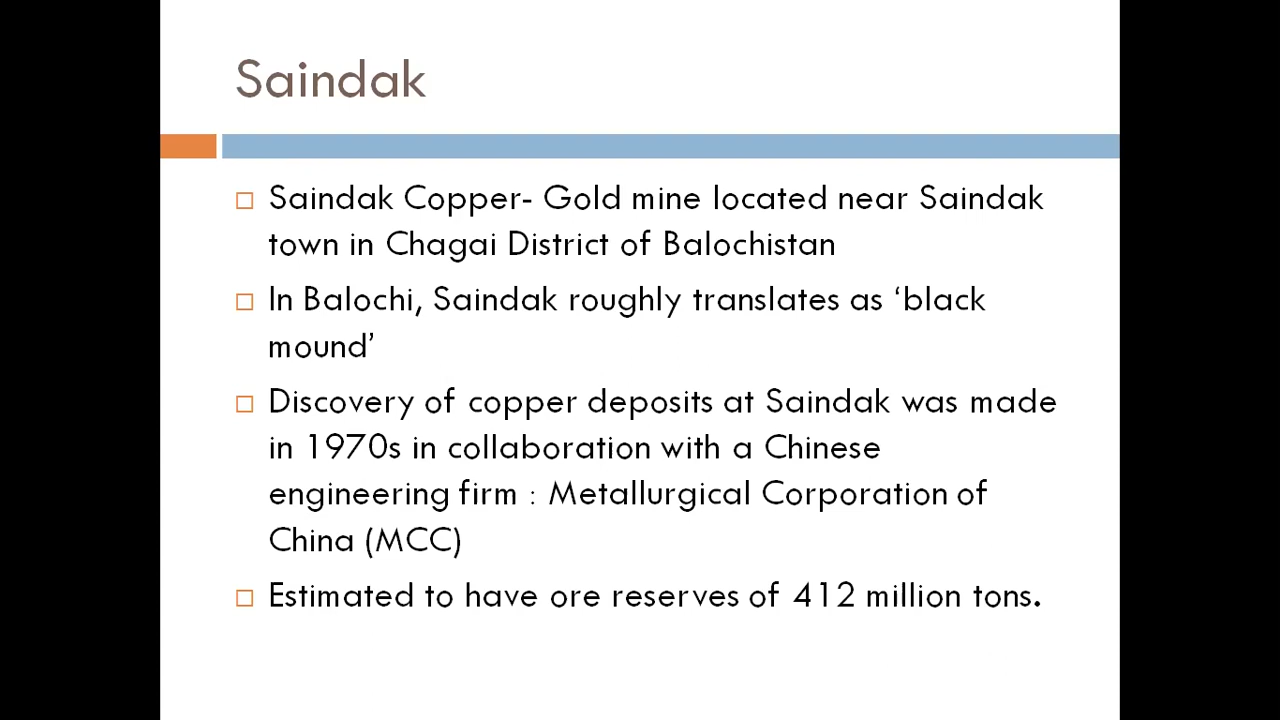 Saindak
Saindak Copper- Gold mine located near Saindak
town in Chagai District of Balochistan
In Balochi, Saindak roughly translates as ‘black
mound’
Discovery of copper deposits at Saindak was made
in 1970s in collaboration with a Chinese
engineering firm : Metallurgical Corporation of
China (MCC)
Estimated to have ore reserves of 412 million tons.